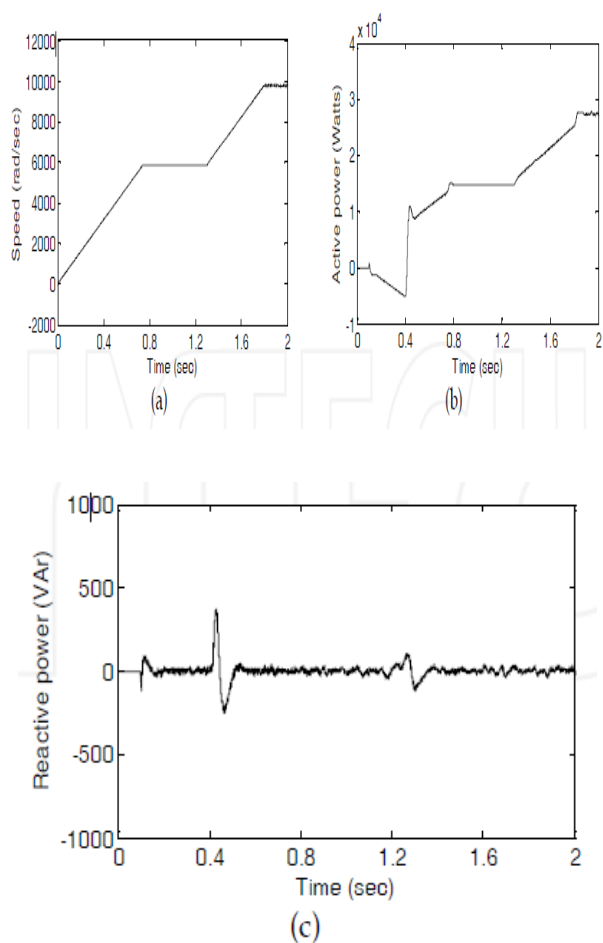 12000
10000
8000
6000
4000
2000
0
-2000
Speed (rad/sec)
0 0.4 0.8 1.2 1.6 2
Time (sec)
(a)
x 10^4
4
3
2
1
0
-1
Active power (Watts)
0 0.4 0.8 1.2 1.6 2
Time (sec)
(b)
1000
500
0
-500
-1000
Reactive power (VAr)
0 0.4 0.8 1.2 1.6 2
Time (sec)
(c)